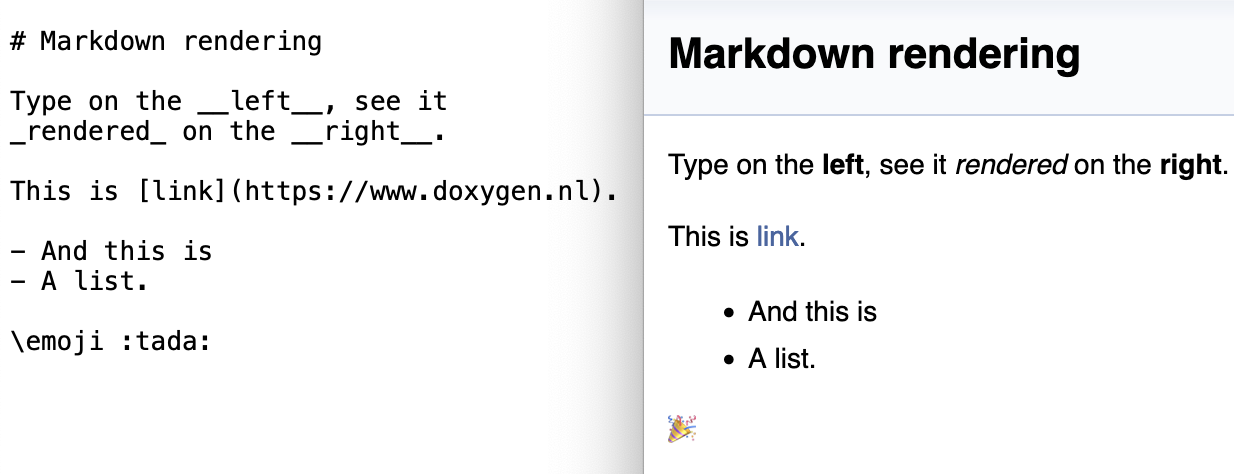 # Markdown rendering
Type on the __left__, see it
_rendered_ on the __right__.
This is [link](https://www.doxygen.nl).
- And this is
- A list.
\emoji :tada:
Markdown rendering
Type on the left, see it rendered on the right.
This is link.
• And this is
• A list.
🎉